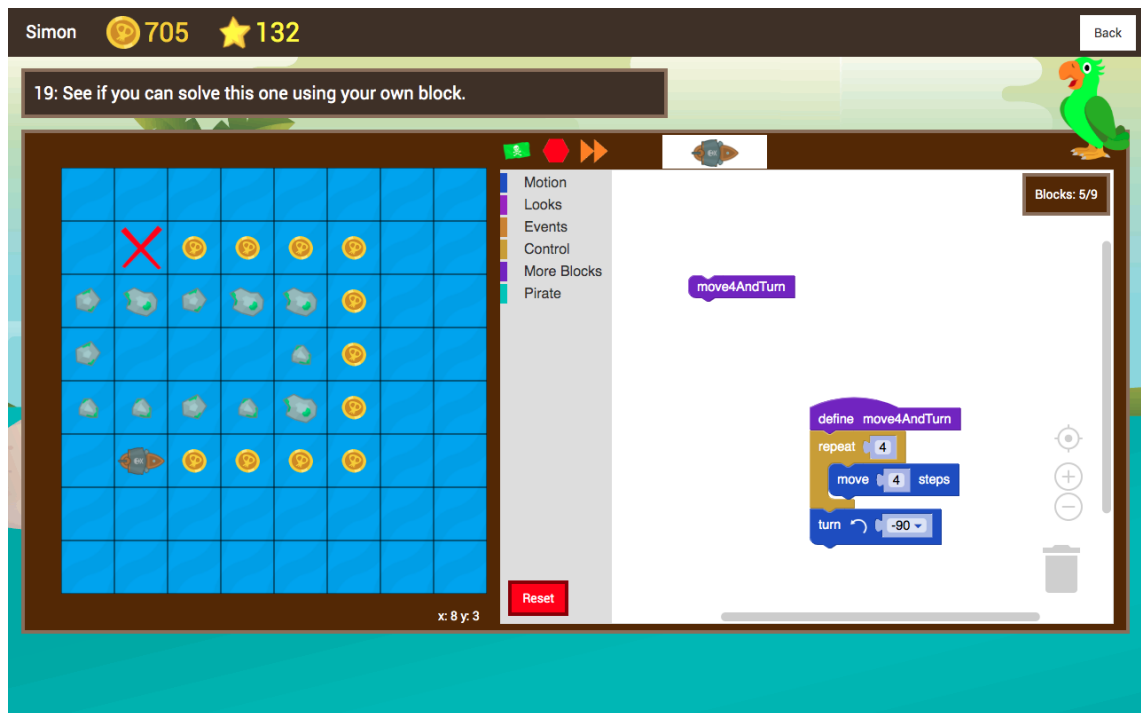 Simon 705 132 Back
19: See if you can solve this one using your own block.
Motion
Looks
Events
Control
More Blocks
Pirate
Blocks: 5/9
move4AndTurn
define move4AndTurn
repeat 4
move 4 steps
turn -90
Reset
x: 8 y: 3